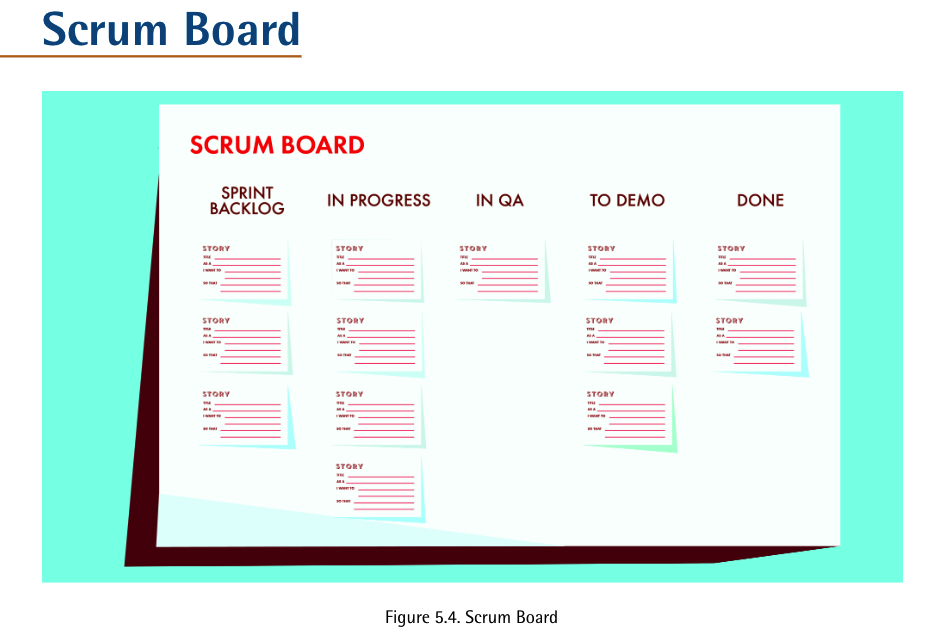 Scrum Board
SCRUM BOARD
SPRINT
BACKLOG
IN PROGRESS
IN QA
TO DEMO
DONE
STORY
TITLE
AS A
I WANT TO
SO THAT
STORY
TITLE
AS A
I WANT TO
SO THAT
STORY
TITLE
AS A
I WANT TO
SO THAT
STORY
TITLE
AS A
I WANT TO
SO THAT
STORY
TITLE
AS A
I WANT TO
SO THAT
STORY
TITLE
AS A
I WANT TO
SO THAT
STORY
TITLE
AS A
I WANT TO
SO THAT
STORY
TITLE
AS A
I WANT TO
SO THAT
STORY
TITLE
AS A
I WANT TO
SO THAT
STORY
TITLE
AS A
I WANT TO
SO THAT
STORY
TITLE
AS A
I WANT TO
SO THAT
STORY
TITLE
AS A
I WANT TO
SO THAT
STORY
TITLE
AS A
I WANT TO
SO THAT
Figure 5.4. Scrum Board